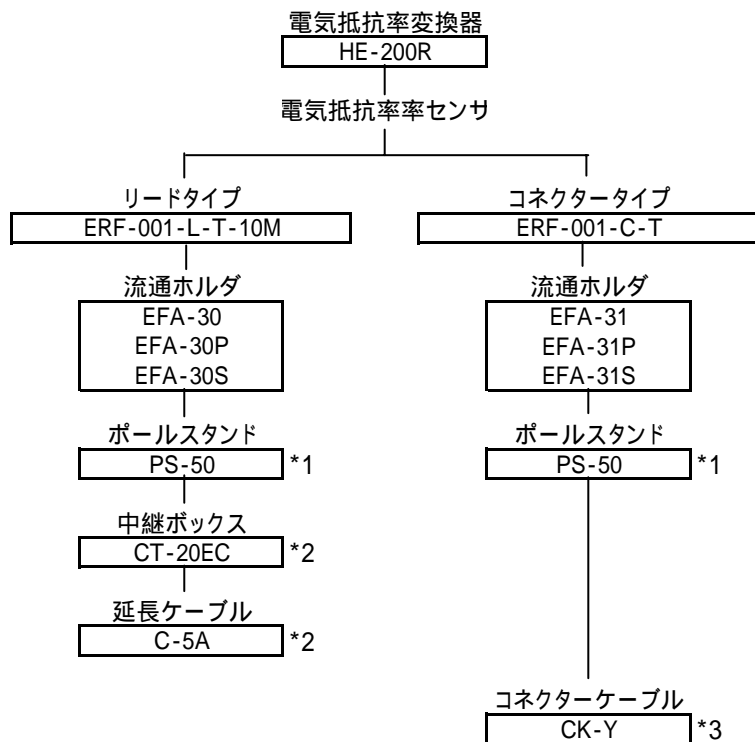 電気抵抗率変換器
HE-200R
電気抵抗率率センサ
リードタイプ
ERF-001-L-T-10M
流通ホルダ
EFA-30
EFA-30P
EFA-30S
ポールスタンド
PS-50 *1
中継ボックス
CT-20EC *2
延長ケーブル
C-5A *2
コネクタータイプ
ERF-001-C-T
流通ホルダ
EFA-31
EFA-31P
EFA-31S
ポールスタンド
PS-50 *1
コネクターケーブル
CK-Y *3